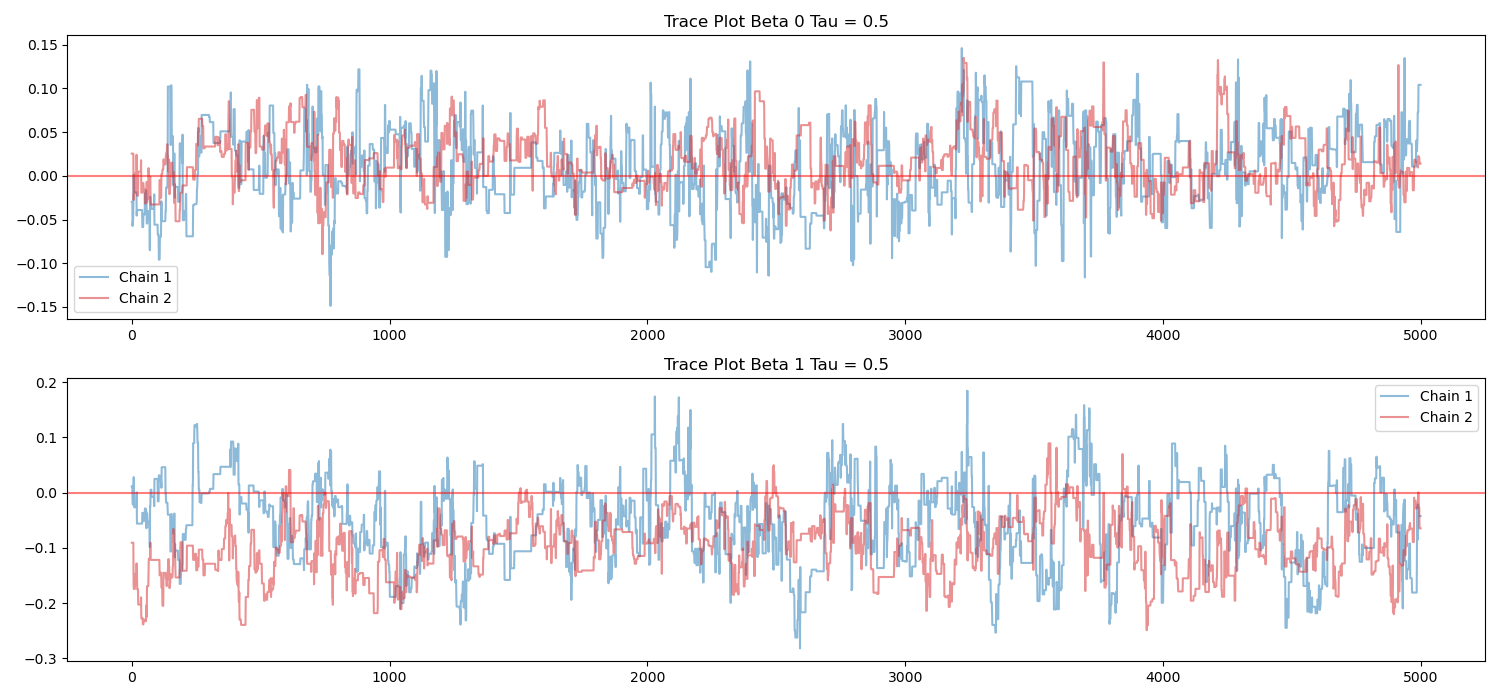 Trace Plot Beta 0 Tau = 0.5
0.15
0.10
0.05
0.00
−0.05
−0.10
−0.15
Chain 1
Chain 2
0 1000 2000 3000 4000 5000
Trace Plot Beta 1 Tau = 0.5
0.2
0.1
0.0
−0.1
−0.2
−0.3
Chain 1
Chain 2
0 1000 2000 3000 4000 5000